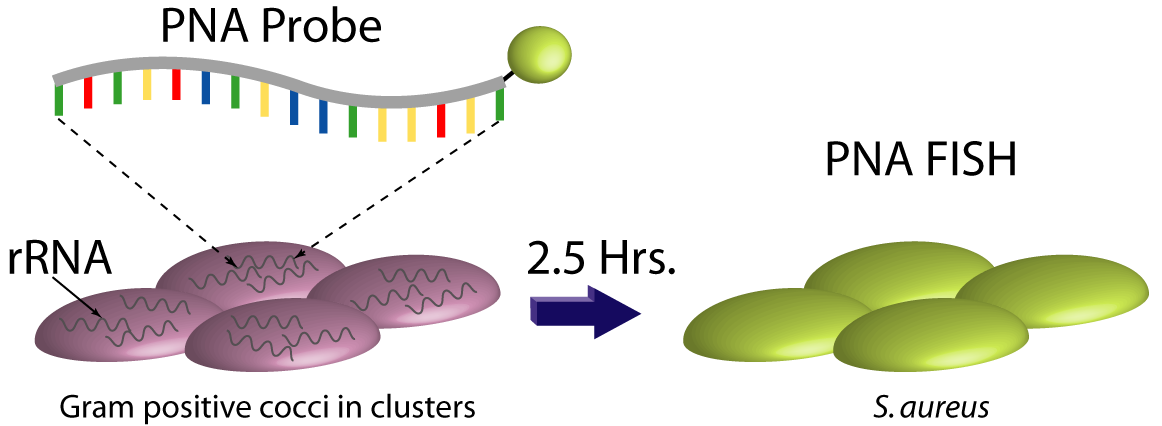 PNA Probe
PNA FISH
rRNA
2.5 Hrs.
Gram positive cocci in clusters
S. aureus